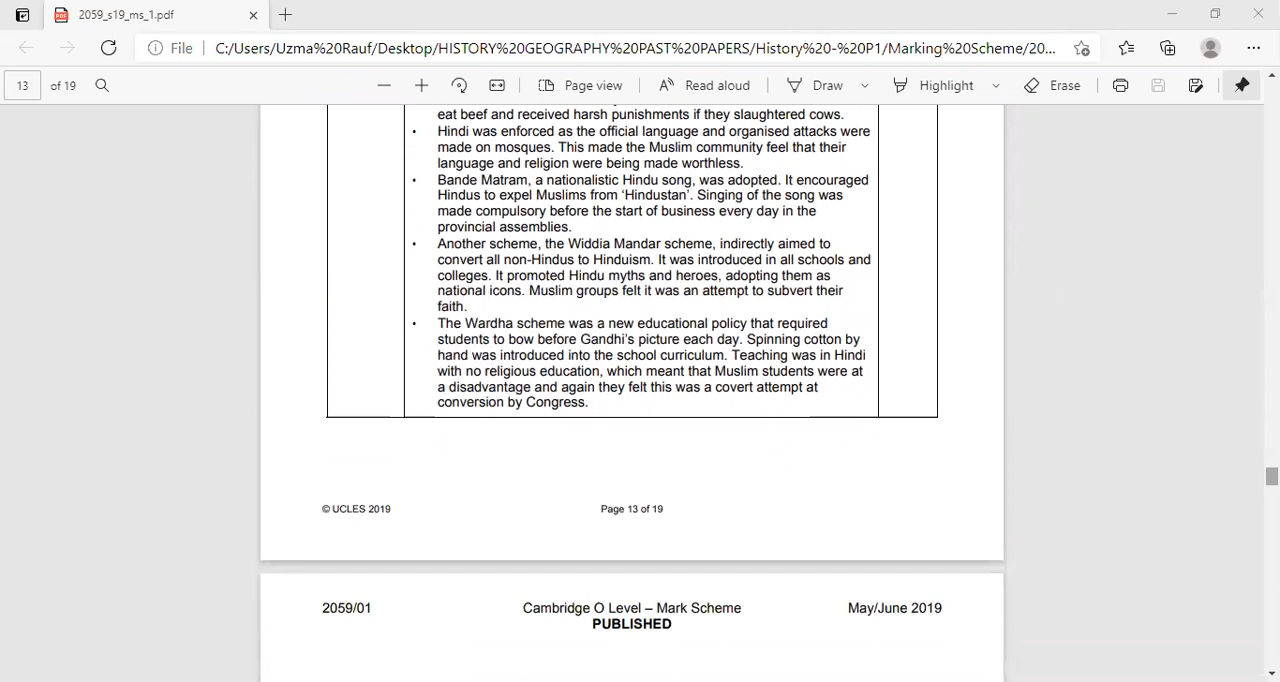 2059_s19_ms_1.pdf
File C:/Users/Uzma%20Rauf/Desktop/HISTORY%20GEOGRAPHY%20PAST%20PAPERS/History%20-%20P1/Marking%20Scheme/20...
13 of 19 Page view Read aloud Draw Highlight Erase
eat beef and received harsh punishments if they slaughtered cows.
• Hindi was enforced as the official language and organised attacks were
made on mosques. This made the Muslim community feel that their
language and religion were being made worthless.
• Bande Matram, a nationalistic Hindu song, was adopted. It encouraged
Hindus to expel Muslims from ‘Hindustan’. Singing of the song was
made compulsory before the start of business every day in the
provincial assemblies.
• Another scheme, the Widdia Mandar scheme, indirectly aimed to
convert all non-Hindus to Hinduism. It was introduced in all schools and
colleges. It promoted Hindu myths and heroes, adopting them as
national icons. Muslim groups felt it was an attempt to subvert their
faith.
• The Wardha scheme was a new educational policy that required
students to bow before Gandhi’s picture each day. Spinning cotton by
hand was introduced into the school curriculum. Teaching was in Hindi
with no religious education, which meant that Muslim students were at
a disadvantage and again they felt this was a covert attempt at
conversion by Congress.
© UCLES 2019 Page 13 of 19
2059/01 Cambridge O Level – Mark Scheme May/June 2019
PUBLISHED